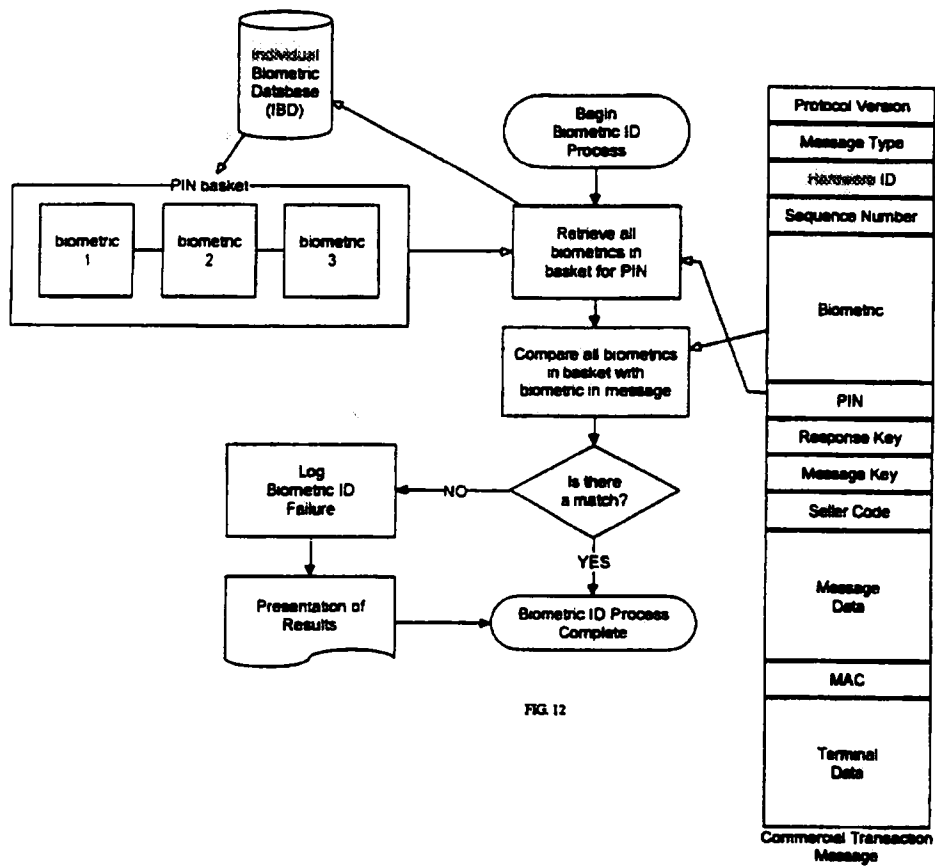 Individual
Biometric
Database
(IBD)
PIN basket
biometric
1
biometric
2
biometric
3
Begin
Biometric ID
Process
Retrieve all
biometrics in
basket for PIN
Compare all biometrics
in basket with
biometric in message
Is there
a match?
NO
YES
Log
Biometric ID
Failure
Presentation of
Results
Biometric ID Process
Complete
FIG. 12
Protocol Version
Message Type
Hardware ID
Sequence Number
Biometric
PIN
Response Key
Message Key
Seller Code
Message
Data
MAC
Terminal
Data
Commercial Transaction
Message